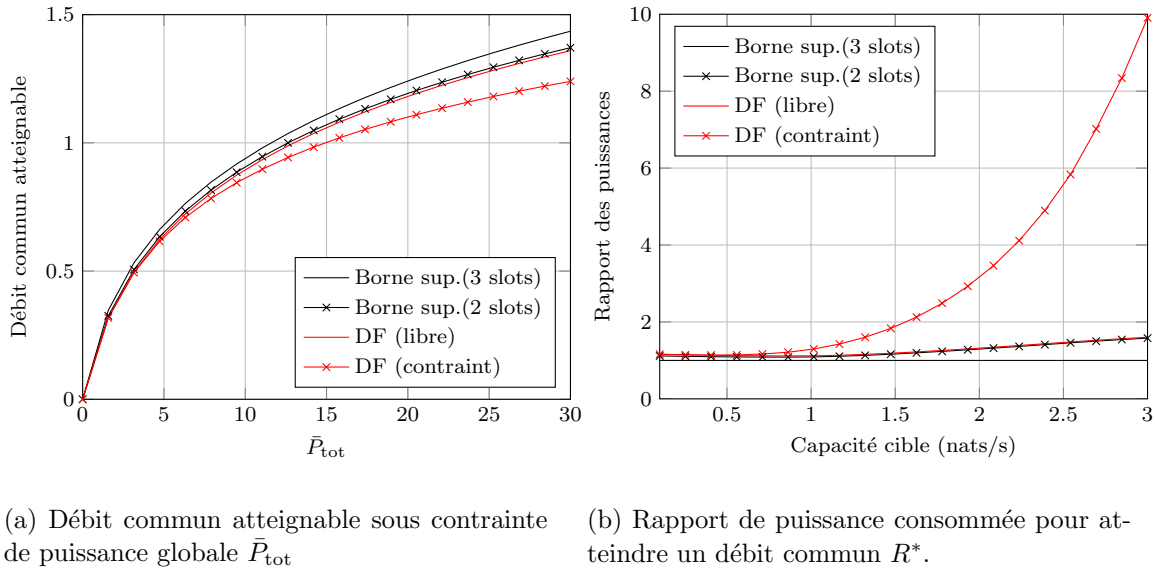 Débit commun atteignable
1.5
1
0.5
0
0
5
10
15
20
25
30
P̄tot
Borne sup.(3 slots)
Borne sup.(2 slots)
DF (libre)
DF (contraint)
Rapport des puissances
10
8
6
4
2
0
0.5
1
1.5
2
2.5
3
Capacité cible (nats/s)
Borne sup.(3 slots)
Borne sup.(2 slots)
DF (libre)
DF (contraint)
(a) Débit commun atteignable sous contrainte
de puissance globale P̄tot
(b) Rapport de puissance consommée pour at-
teindre un débit commun R*.